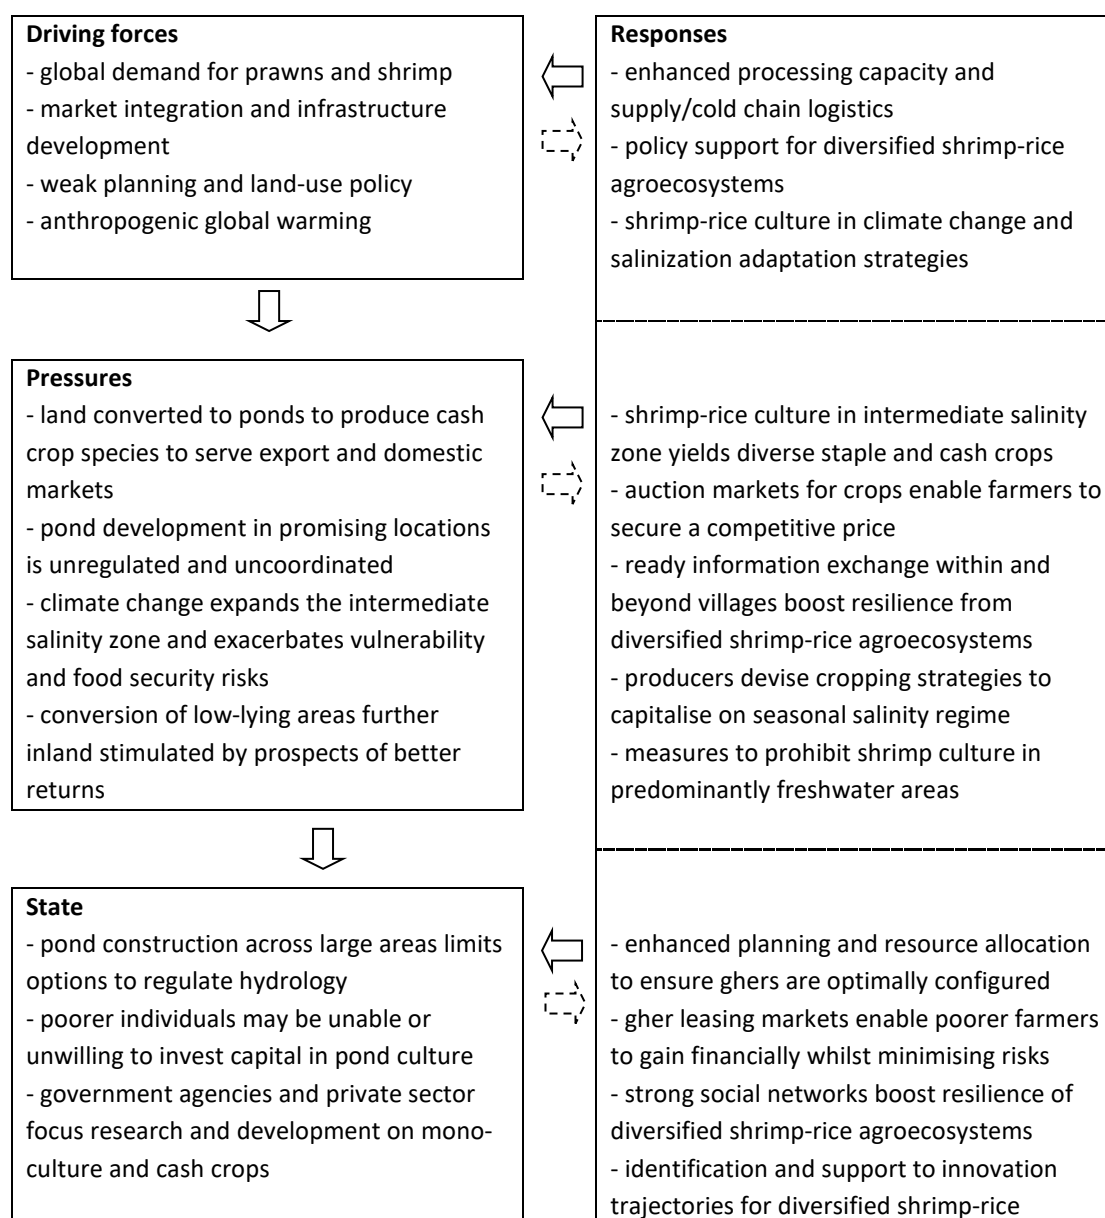 Driving forces
- global demand for prawns and shrimp
- market integration and infrastructure
development
- weak planning and land-use policy
- anthropogenic global warming
Responses
- enhanced processing capacity and
supply/cold chain logistics
- policy support for diversified shrimp-rice
agroecosystems
- shrimp-rice culture in climate change and
salinization adaptation strategies
Pressures
- land converted to ponds to produce cash
crop species to serve export and domestic
markets
- pond development in promising locations
is unregulated and uncoordinated
- climate change expands the intermediate
salinity zone and exacerbates vulnerability
and food security risks
- conversion of low-lying areas further
inland stimulated by prospects of better
returns
- shrimp-rice culture in intermediate salinity
zone yields diverse staple and cash crops
- auction markets for crops enable farmers to
secure a competitive price
- ready information exchange within and
beyond villages boost resilience from
diversified shrimp-rice agroecosystems
- producers devise cropping strategies to
capitalise on seasonal salinity regime
- measures to prohibit shrimp culture in
predominantly freshwater areas
State
- pond construction across large areas limits
options to regulate hydrology
- poorer individuals may be unable or
unwilling to invest capital in pond culture
- government agencies and private sector
focus research and development on mono-
culture and cash crops
- enhanced planning and resource allocation
to ensure ghers are optimally configured
- gher leasing markets enable poorer farmers
to gain financially whilst minimising risks
- strong social networks boost resilience of
diversified shrimp-rice agroecosystems
- identification and support to innovation
trajectories for diversified shrimp-rice